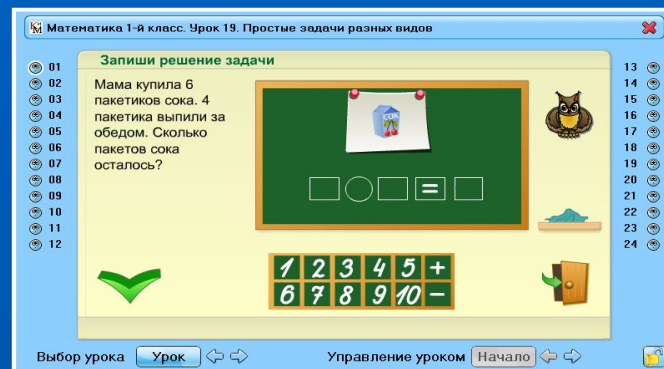 Математика 1-й класс. Урок 19. Простые задачи разных видов
Запиши решение задачи
Мама купила 6
пакетиков сока. 4
пакетика выпили за
обедом. Сколько
пакетов сока
осталось?
СОК
=
1 2 3 4 5 +
6 7 8 9 10 −
01
02
03
04
05
06
07
08
09
10
11
12
13
14
15
16
17
18
19
20
21
22
23
24
Выбор урока Урок Управление уроком Начало